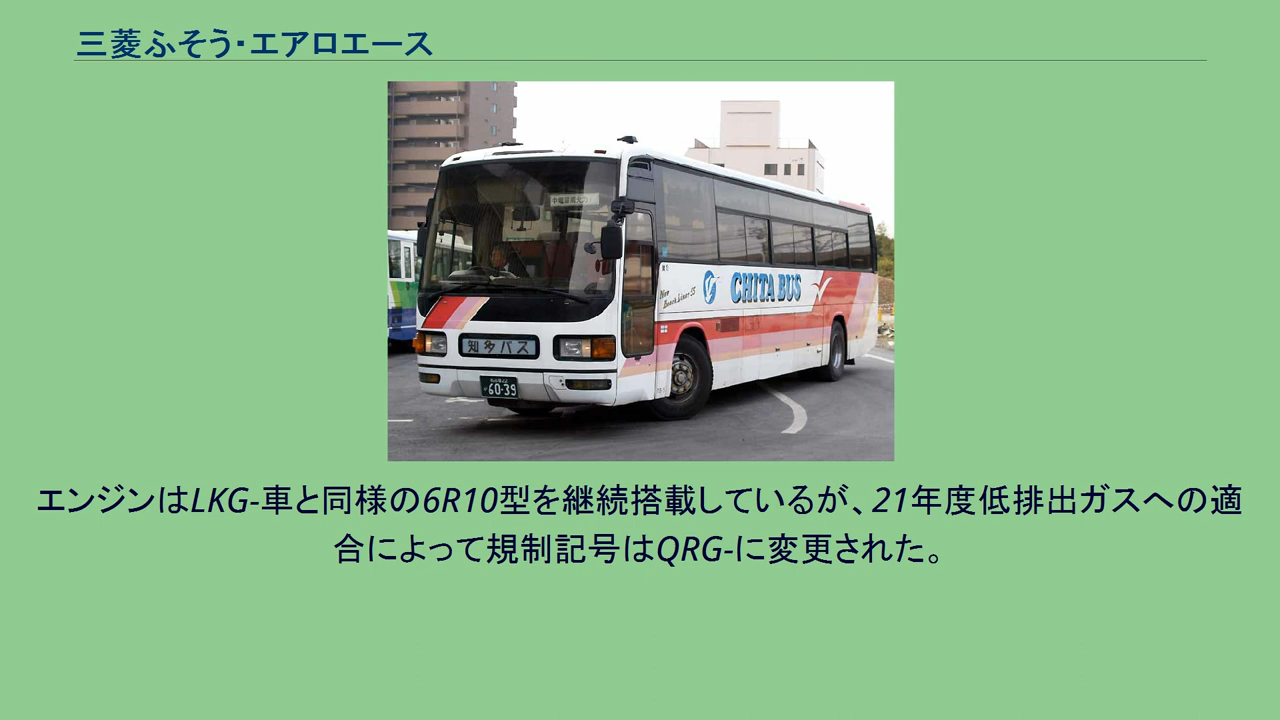 三菱ふそう・エアロエース
CHITA BUS
知多バス
60-39
エンジンはLKG-車と同様の6R10型を継続搭載しているが、21年度低排出ガスへの適
合によって規制記号はQRG-に変更された。